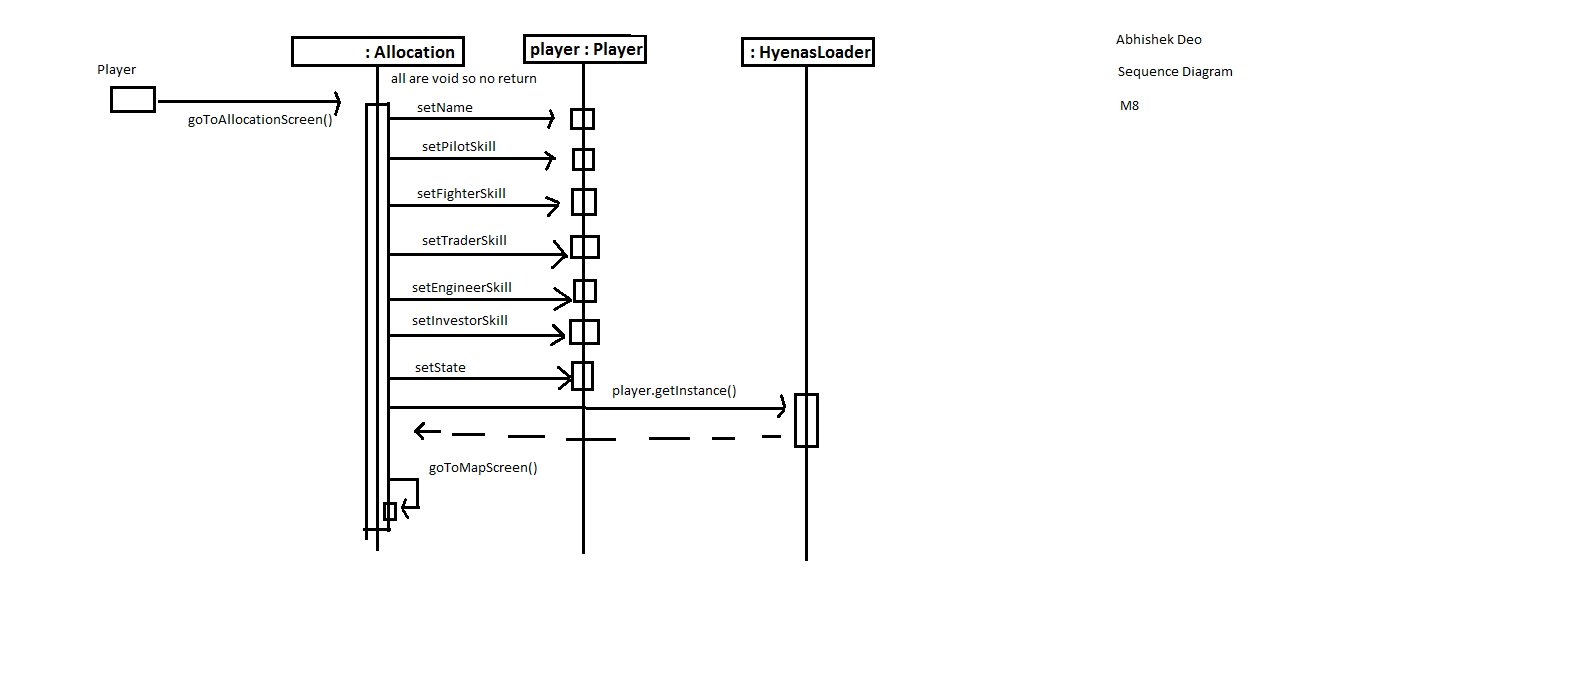 : Allocation
player : Player
: HyenasLoader
Abhishek Deo
Sequence Diagram
M8
Player
all are void so no return
goToAllocationScreen()
setName
setPilotSkill
setFighterSkill
setTraderSkill
setEngineerSkill
setInvestorSkill
setState
player.getInstance()
goToMapScreen()